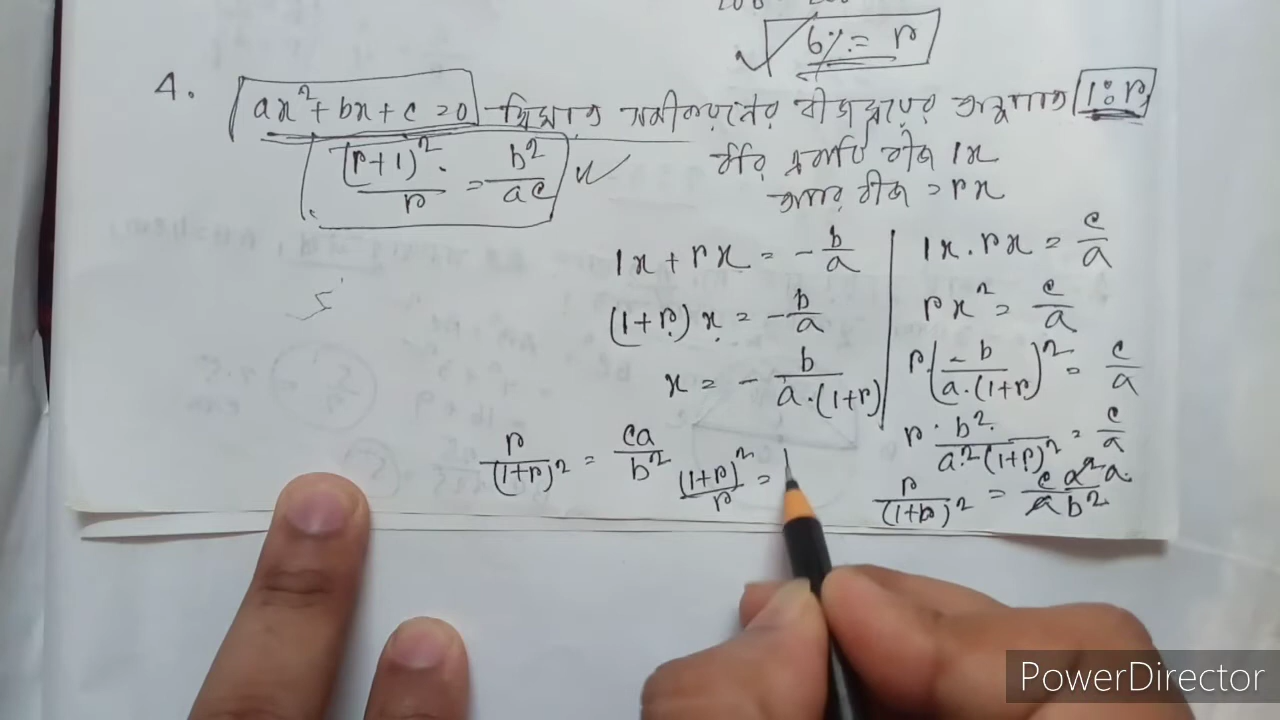 6% = r
4. ax² + bx + c = 0 দ্বিঘাত সমীকরণের বীজদ্বয়ের অনুপাত 1:r
(r+1)²/r = b²/ac
ধরি একটি বীজ 1x
অন্য বীজ = rx
1x + rx = -b/a
(1+r) x = -b/a
x = - b/a.(1+r)
1x . rx = c/a
rx² = c/a
r(-b/a.(1+r))² = c/a
r . b²/a²(1+r)² = c/a
r/(1+r)² = c a² a/a b²
r/(1+r)² = ca/b²
(1+r)²/r =
PowerDirector